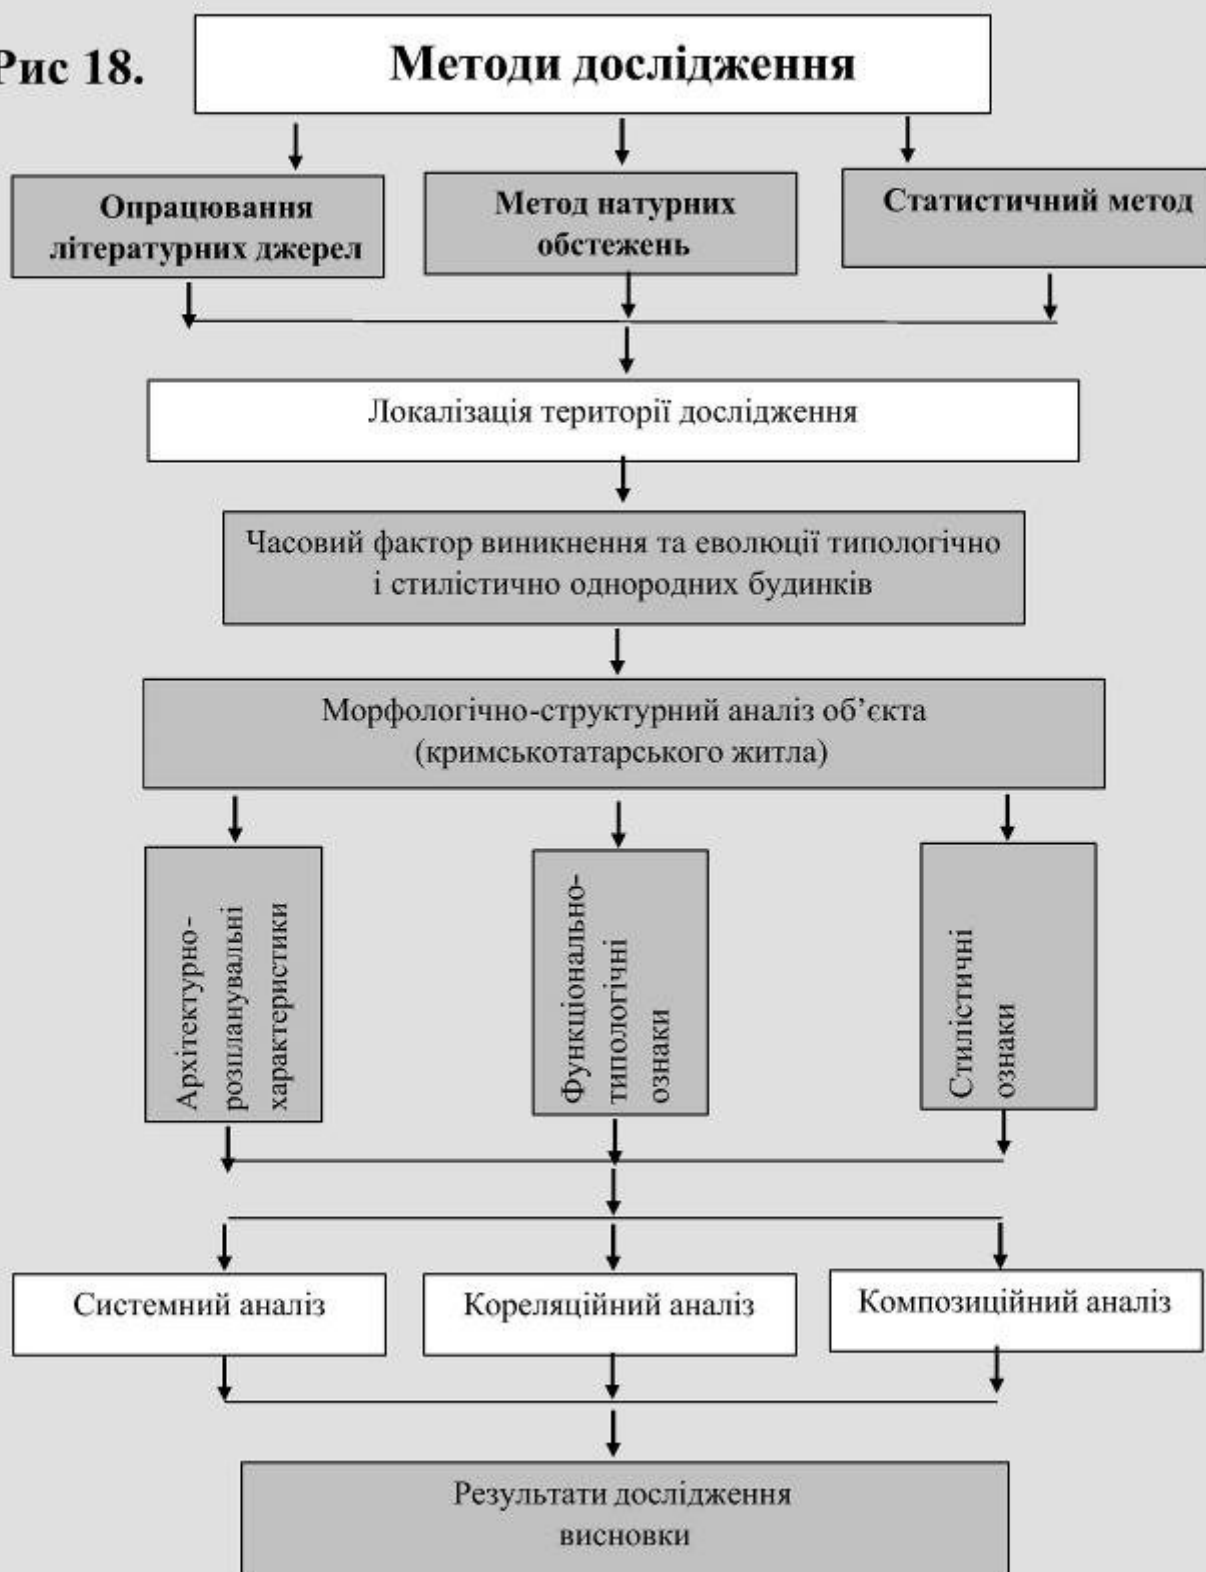 Рис 18.
Методи дослідження
Опрацювання
літературних джерел
Метод натурних
обстежень
Статистичний метод
Локалізація території дослідження
Часовий фактор виникнення та еволюції типологічно
і стилістично однородних будинків
Морфологічно-структурний аналіз об’єкта
(кримськотатарського житла)
Архітектурно-
розпланувальні
характеристики
Функціонально-
типологічні
ознаки
Стилістичні
ознаки
Системний аналіз
Кореляційний аналіз
Композиційний аналіз
Результати дослідження
висновки